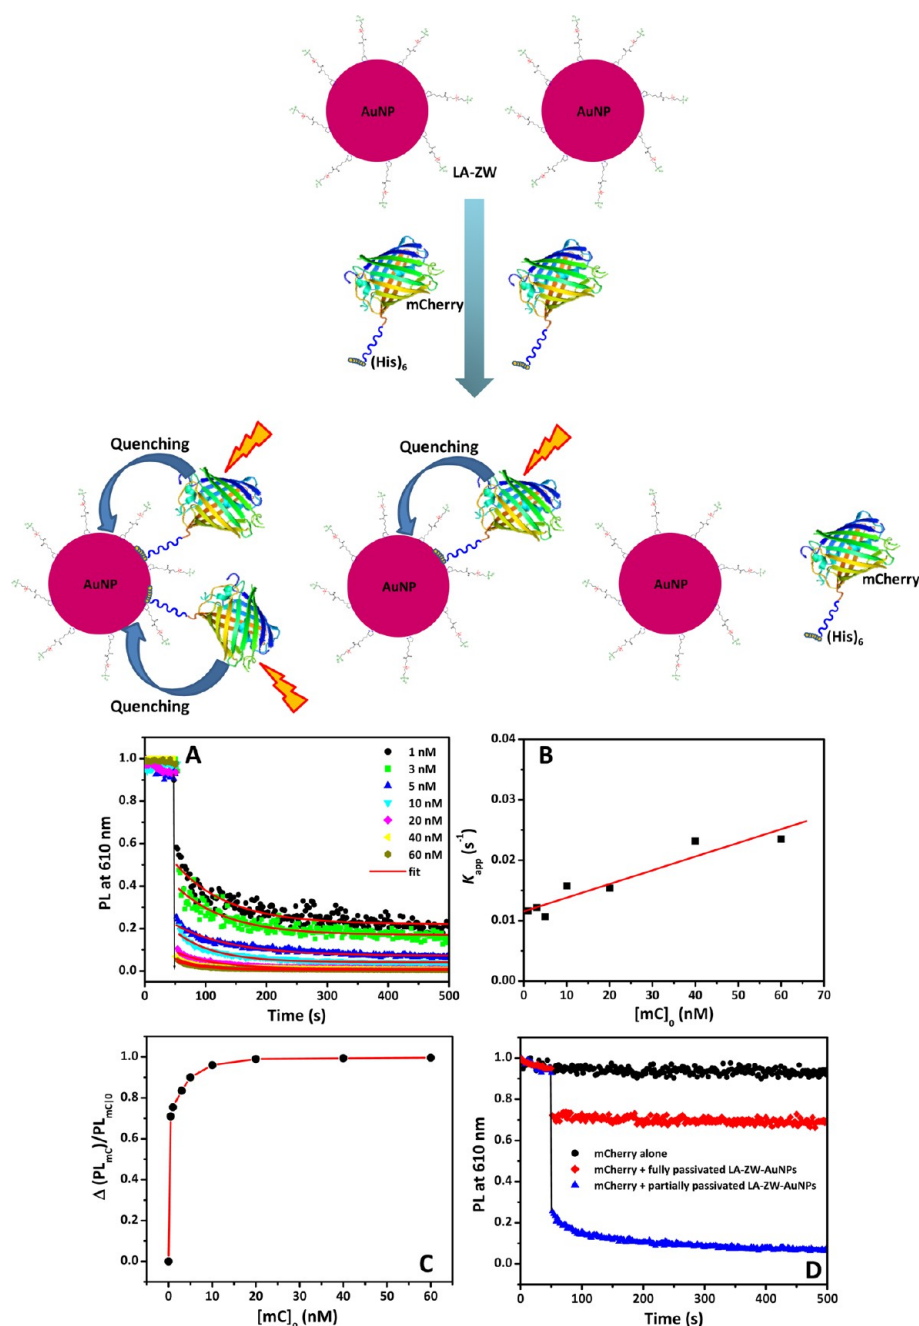 AuNP
AuNP
LA-ZW
mCherry
(His)6
Quenching
Quenching
AuNP
AuNP
AuNP
mCherry
(His)6
Quenching
A
1 nM
3 nM
5 nM
10 nM
20 nM
40 nM
60 nM
fit
PL at 610 nm
1.0
0.8
0.6
0.4
0.2
0.0
0 100 200 300 400 500
Time (s)
B
Kapp (s-1)
0.04
0.03
0.02
0.01
0.00
0 10 20 30 40 50 60 70
[mC]o (nM)
C
Δ (PLmC)/PLmC|0
1.0
0.8
0.6
0.4
0.2
0.0
0 10 20 30 40 50 60
[mC]o (nM)
D
PL at 610 nm
1.0
0.8
0.6
0.4
0.2
0.0
mCherry alone
mCherry + fully passivated LA-ZW-AuNPs
mCherry + partially passivated LA-ZW-AuNPs
0 100 200 300 400 500
Time (s)